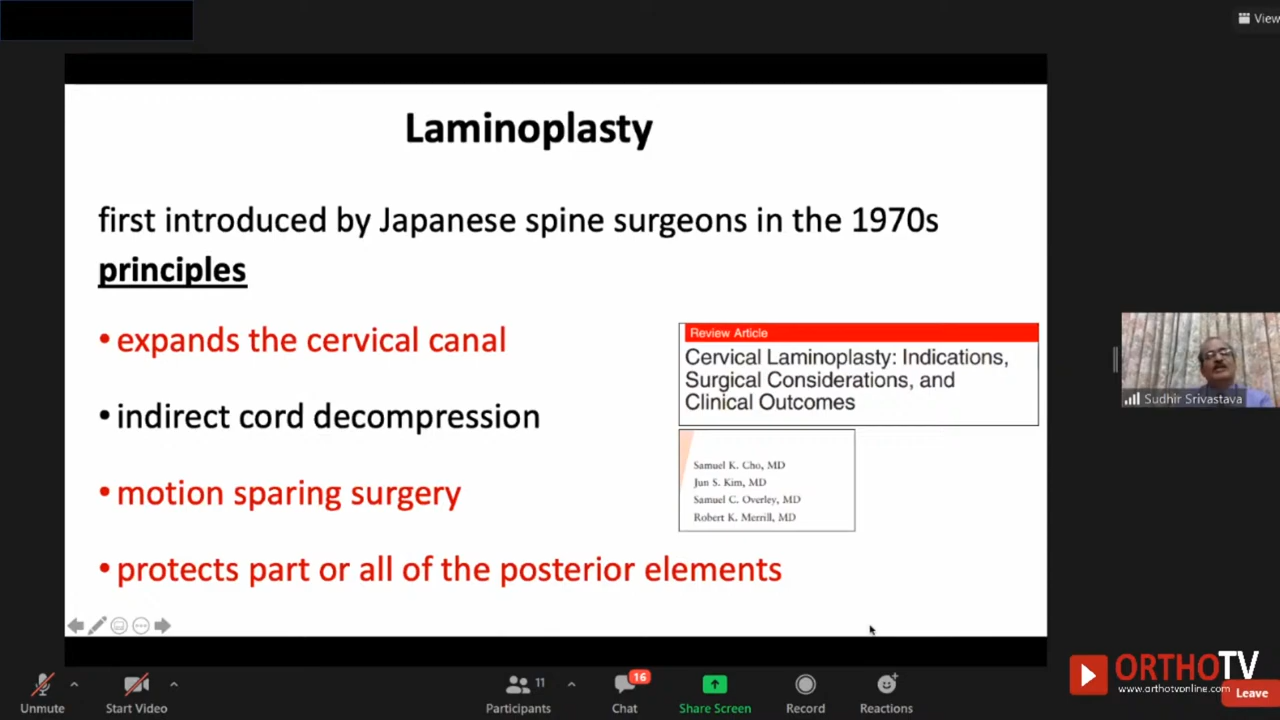 View
Laminoplasty
first introduced by Japanese spine surgeons in the 1970s
principles
• expands the cervical canal
• indirect cord decompression
• motion sparing surgery
• protects part or all of the posterior elements
Review Article
Cervical Laminoplasty: Indications,
Surgical Considerations, and
Clinical Outcomes
Samuel K. Cho, MD
Jun S. Kim, MD
Samuel C. Overley, MD
Robert K. Merrill, MD
Sudhir Srivastava
ORTHOTV
www.orthotvonline.com
Leave
Unmute
Start Video
11
Participants
16
Chat
Share Screen
Record
Reactions